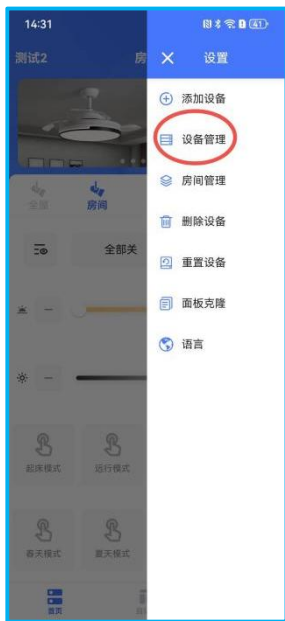 14:31
41
测试2
房
设置
添加设备
设备管理
房间管理
删除设备
重置设备
面板克隆
语言
全屋
房间
全部关
起床模式
远行模式
春天模式
夏天模式
首页